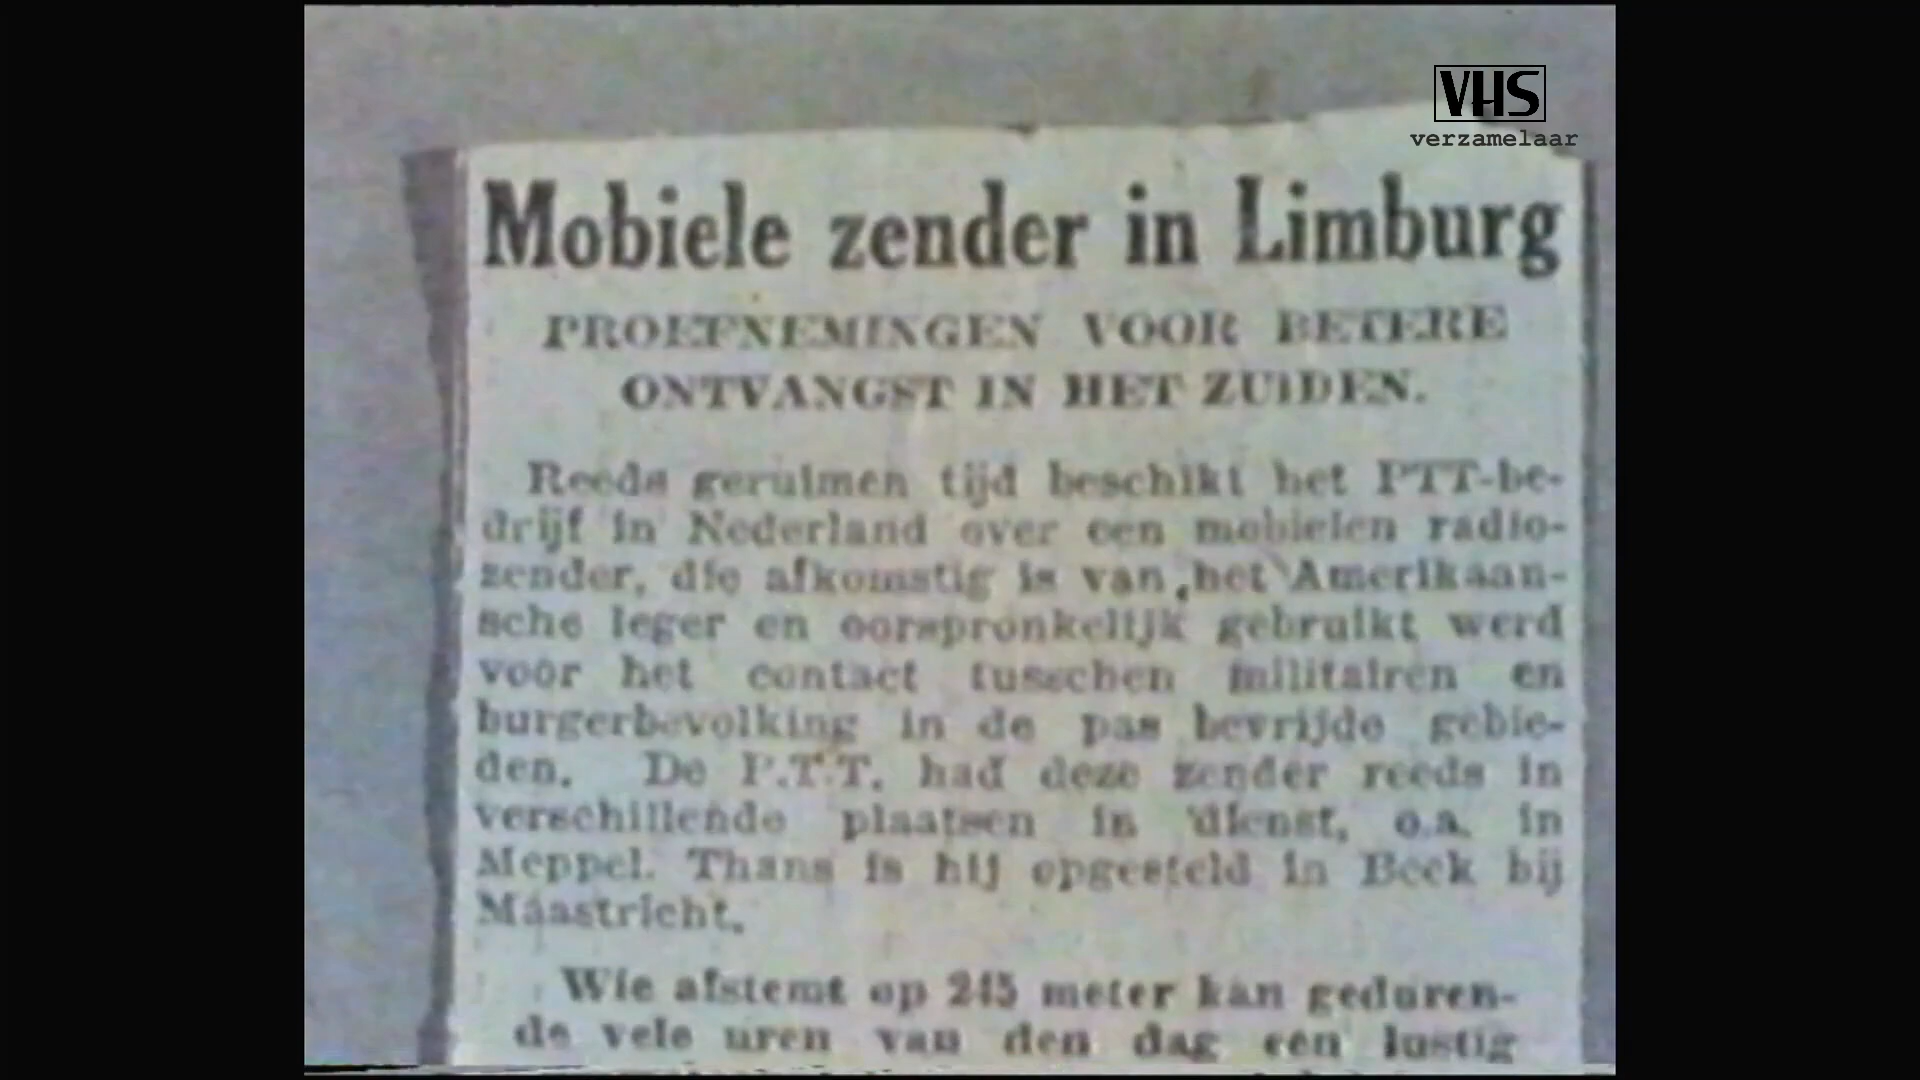 VHS
verzamelaar
Mobiele zender in Limburg
PROEFNEMINGEN VOOR BETERE
ONTVANGST IN HET ZUIDEN.
Reeds geruimen tijd beschikt het PTT-be-
drijf in Nederland over een mobielen radio-
zender, die afkomstig is van het Amerikaan-
sche leger en oorspronkelijk gebruikt werd
voor het contact tusschen militairen en
burgerbevolking in de pas bevrijde gebie-
den. De P.T.T. had deze zender reeds in
verschillende plaatsen in dienst, o.a. in
Meppel. Thans is hij opgesteld in Beek bij
Maastricht.
Wie afstemt op 245 meter kan geduren-
de vele uren van den dag een lustig